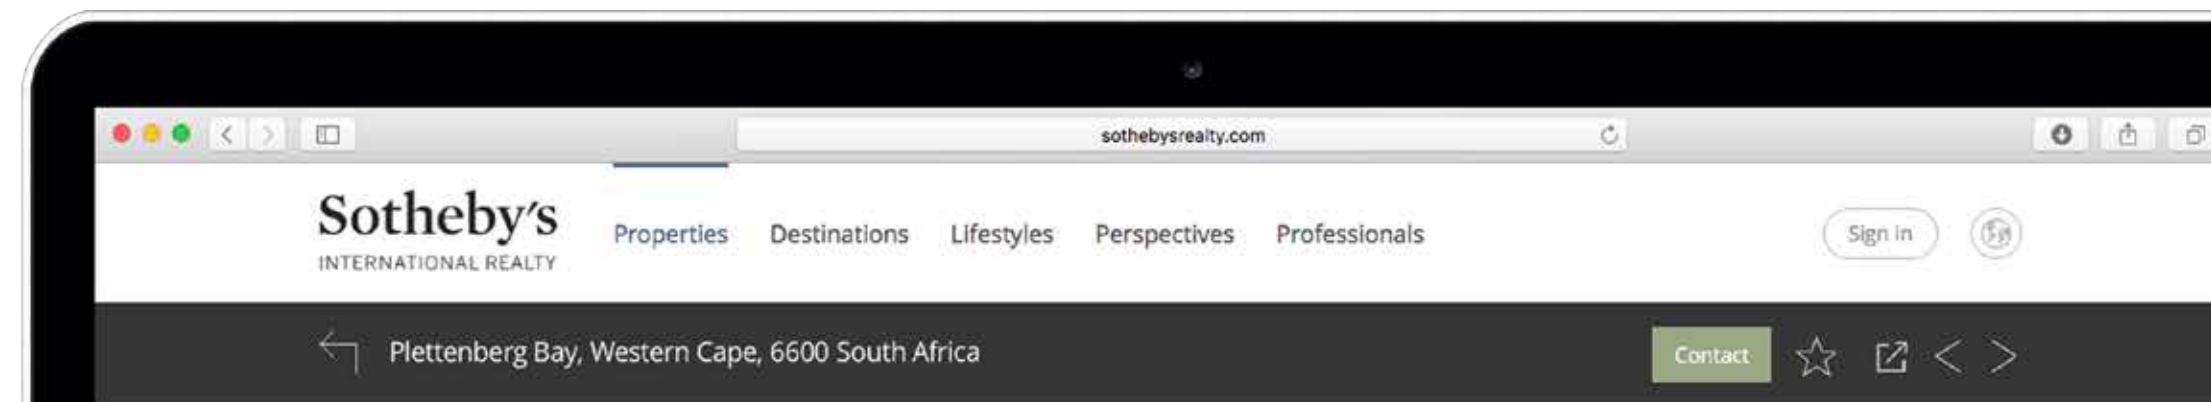 sothebysrealty.com
Sotheby's
INTERNATIONAL REALTY
Properties Destinations Lifestyles Perspectives Professionals
Sign in
Plettenberg Bay, Western Cape, 6600 South Africa
Contact